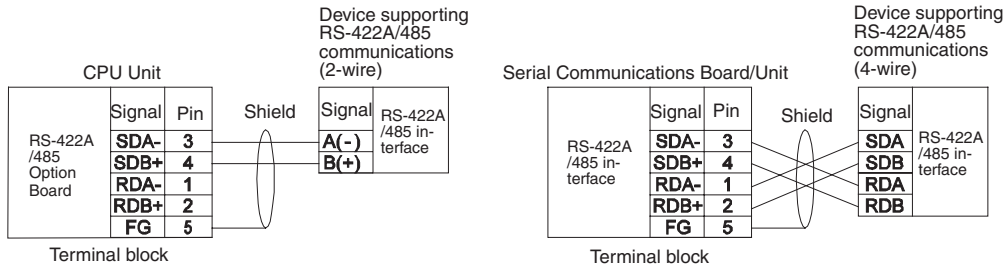 Device supporting
RS-422A/485
communications
(2-wire)
CPU Unit
Signal Pin
Shield
Signal
RS-422A
/485
Option
Board
SDA- 3
SDB+ 4
RDA- 1
RDB+ 2
FG 5
A(-)
B(+)
RS-422A
/485 in-
terface
Terminal block
Device supporting
RS-422A/485
communications
(4-wire)
Serial Communications Board/Unit
Signal Pin
Shield
Signal
RS-422A
/485 in-
terface
SDA- 3
SDB+ 4
RDA- 1
RDB+ 2
FG 5
SDA
SDB
RDA
RDB
RS-422A
/485 in-
terface
Terminal block